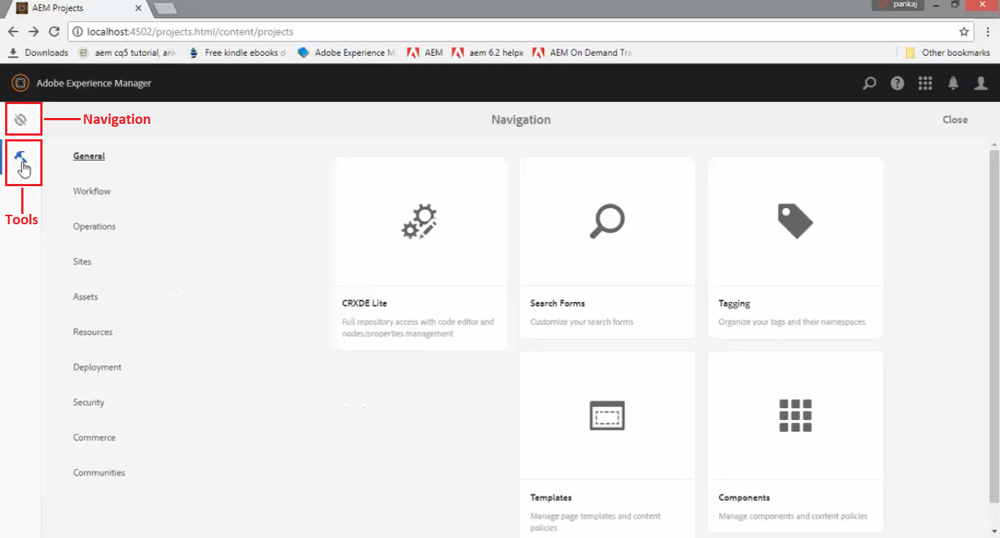 AEM Projects
pankaj
localhost:4502/projects.html/content/projects
Downloads aem cq5 tutorial, ank Free kindle ebooks d Adobe Experience M AEM aem 6.2 helpx AEM On Demand Tra Other bookmarks
Adobe Experience Manager
Navigation Navigation Close
General
Workflow
Tools
Operations
Sites
Assets
Resources
Deployment
Security
Commerce
Communities
CRXDE Lite
Full repository access with code editor and
nodes/properties management
Search Forms
Customize your search forms
Tagging
Organize your tags and their namespaces
Templates
Manage page templates and content
policies
Components
Manage components and content policies